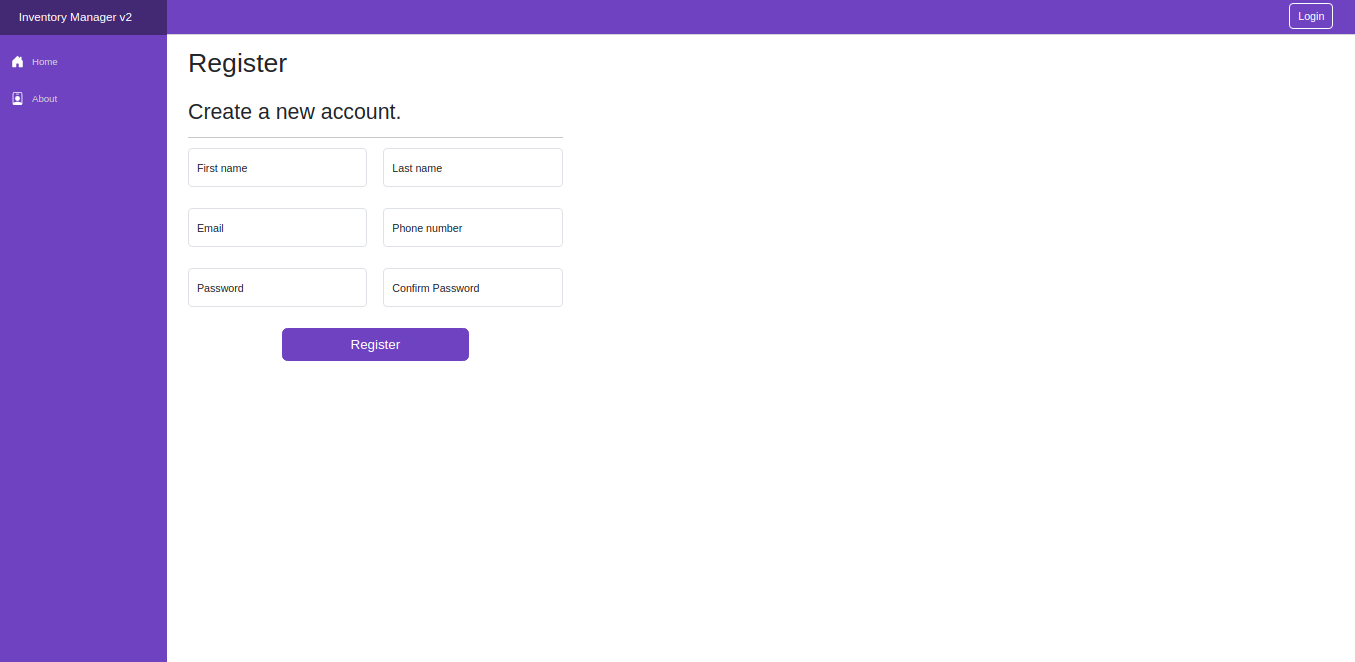 Inventory Manager v2
Login
Home
About
Register
Create a new account.
First name
Last name
Email
Phone number
Password
Confirm Password
Register